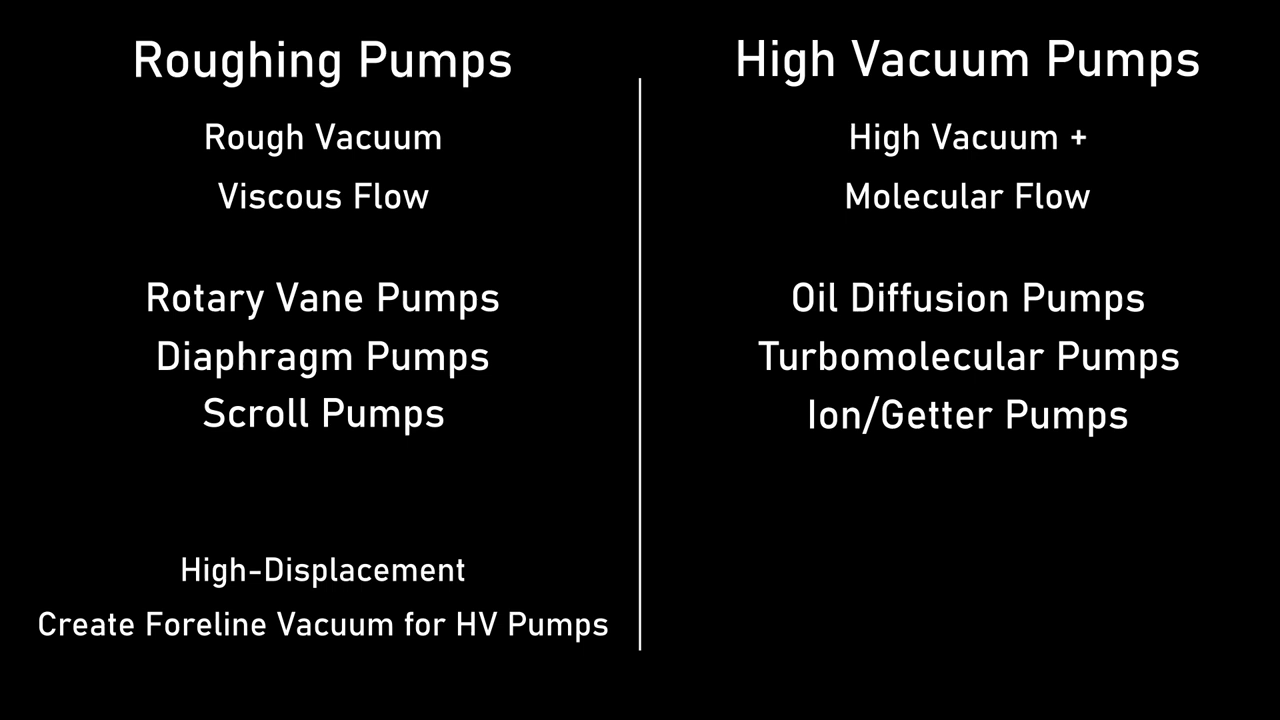 Roughing Pumps
Rough Vacuum
Viscous Flow
Rotary Vane Pumps
Diaphragm Pumps
Scroll Pumps
High-Displacement
Create Foreline Vacuum for HV Pumps
High Vacuum Pumps
High Vacuum +
Molecular Flow
Oil Diffusion Pumps
Turbomolecular Pumps
Ion/Getter Pumps